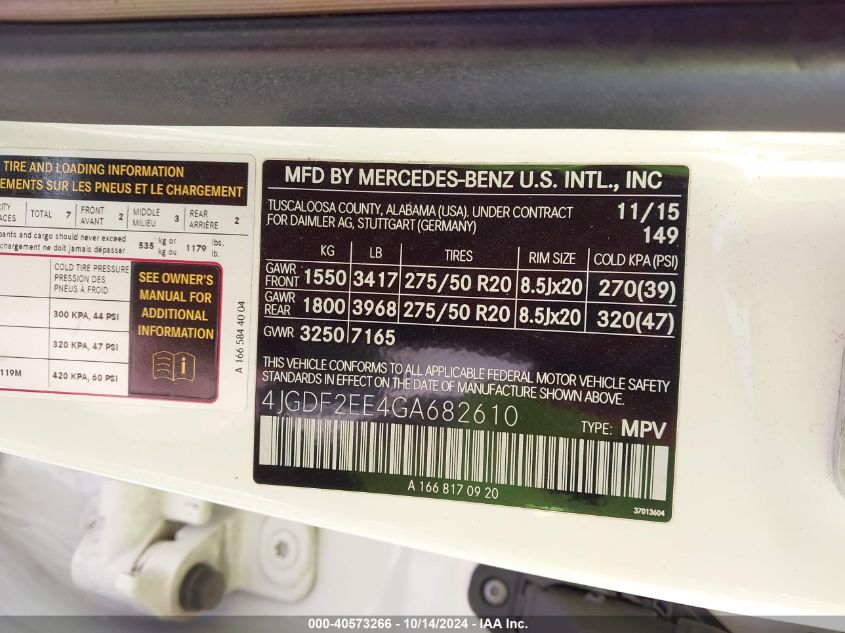 TIRE AND LOADING INFORMATION
EMENTS SUR LES PNEUS ET LE CHARGEMENT
TOTAL 7 FRONT AVANT 2 MIDDLE MILIEU 3 REAR ARRIÈRE 2
pants and cargo should never exceed
chargement ne doit jamais dépasser 535 kg or kg ou 1179 lbs. lb.
COLD TIRE PRESSURE
PRESSION DES
PNEUS A FROID
300 KPA, 44 PSI
320 KPA, 47 PSI
119M 420 KPA, 60 PSI
SEE OWNER'S
MANUAL FOR
ADDITIONAL
INFORMATION
A 166 584 40 04
MFD BY MERCEDES-BENZ U.S. INTL., INC
TUSCALOOSA COUNTY, ALABAMA (USA). UNDER CONTRACT
FOR DAIMLER AG, STUTTGART (GERMANY)
11/15
149
KG LB TIRES RIM SIZE COLD KPA (PSI)
GAWR FRONT 1550 3417 275/50 R20 8.5Jx20 270(39)
GAWR REAR 1800 3968 275/50 R20 8.5Jx20 320(47)
GVWR 3250 7165
THIS VEHICLE CONFORMS TO ALL APPLICABLE FEDERAL MOTOR VEHICLE SAFETY
STANDARDS IN EFFECT ON THE DATE OF MANUFACTURE SHOWN ABOVE.
4JGDF2EE4GA682610
TYPE: MPV
A 166 817 09 20
37013604
000-40573266 - 10/14/2024 - IAA Inc.